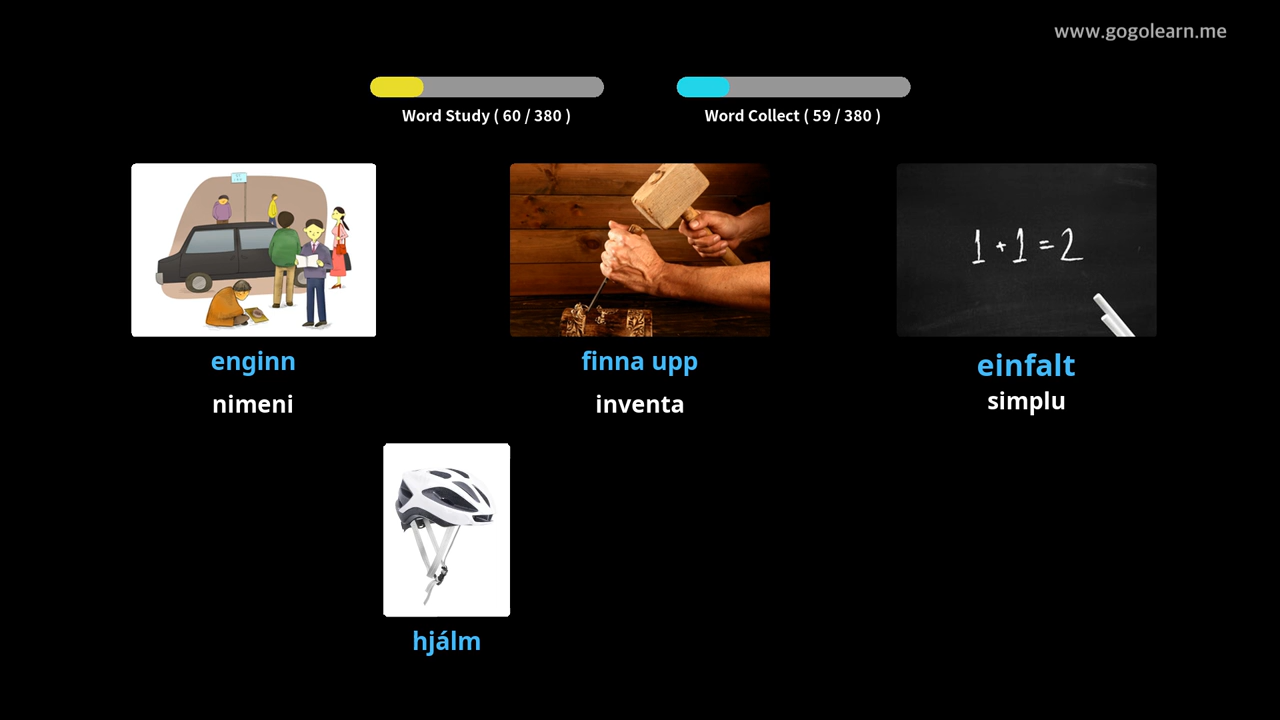 www.gogolearn.me
Word Study ( 60 / 380 )
Word Collect ( 59 / 380 )
1 + 1 = 2
enginn
finna upp
einfalt
nimeni
inventa
simplu
hjálm